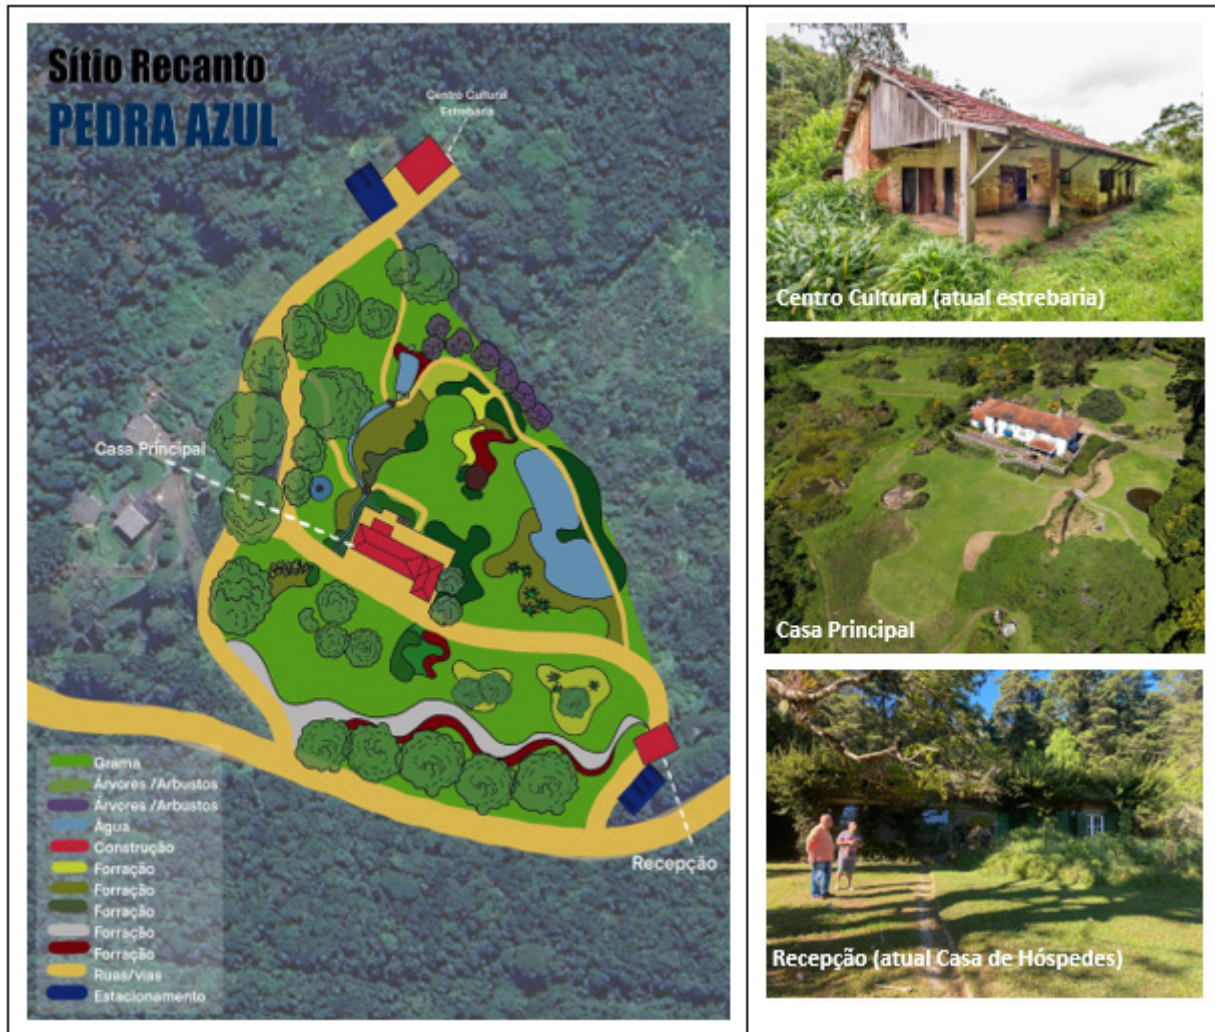 Sítio Recanto
PEDRA AZUL
Centro Cultural
Estrebaria
Casa Príncipal
Recepção
Grama
Árvores /Arbustos
Árvores /Arbustos
Água
Construção
Forração
Forração
Forração
Forração
Forração
Ruas/vias
Estacionamento
Centro Cultural (atual estrebaria)
Casa Principal
Recepção (atual Casa de Hóspedes)